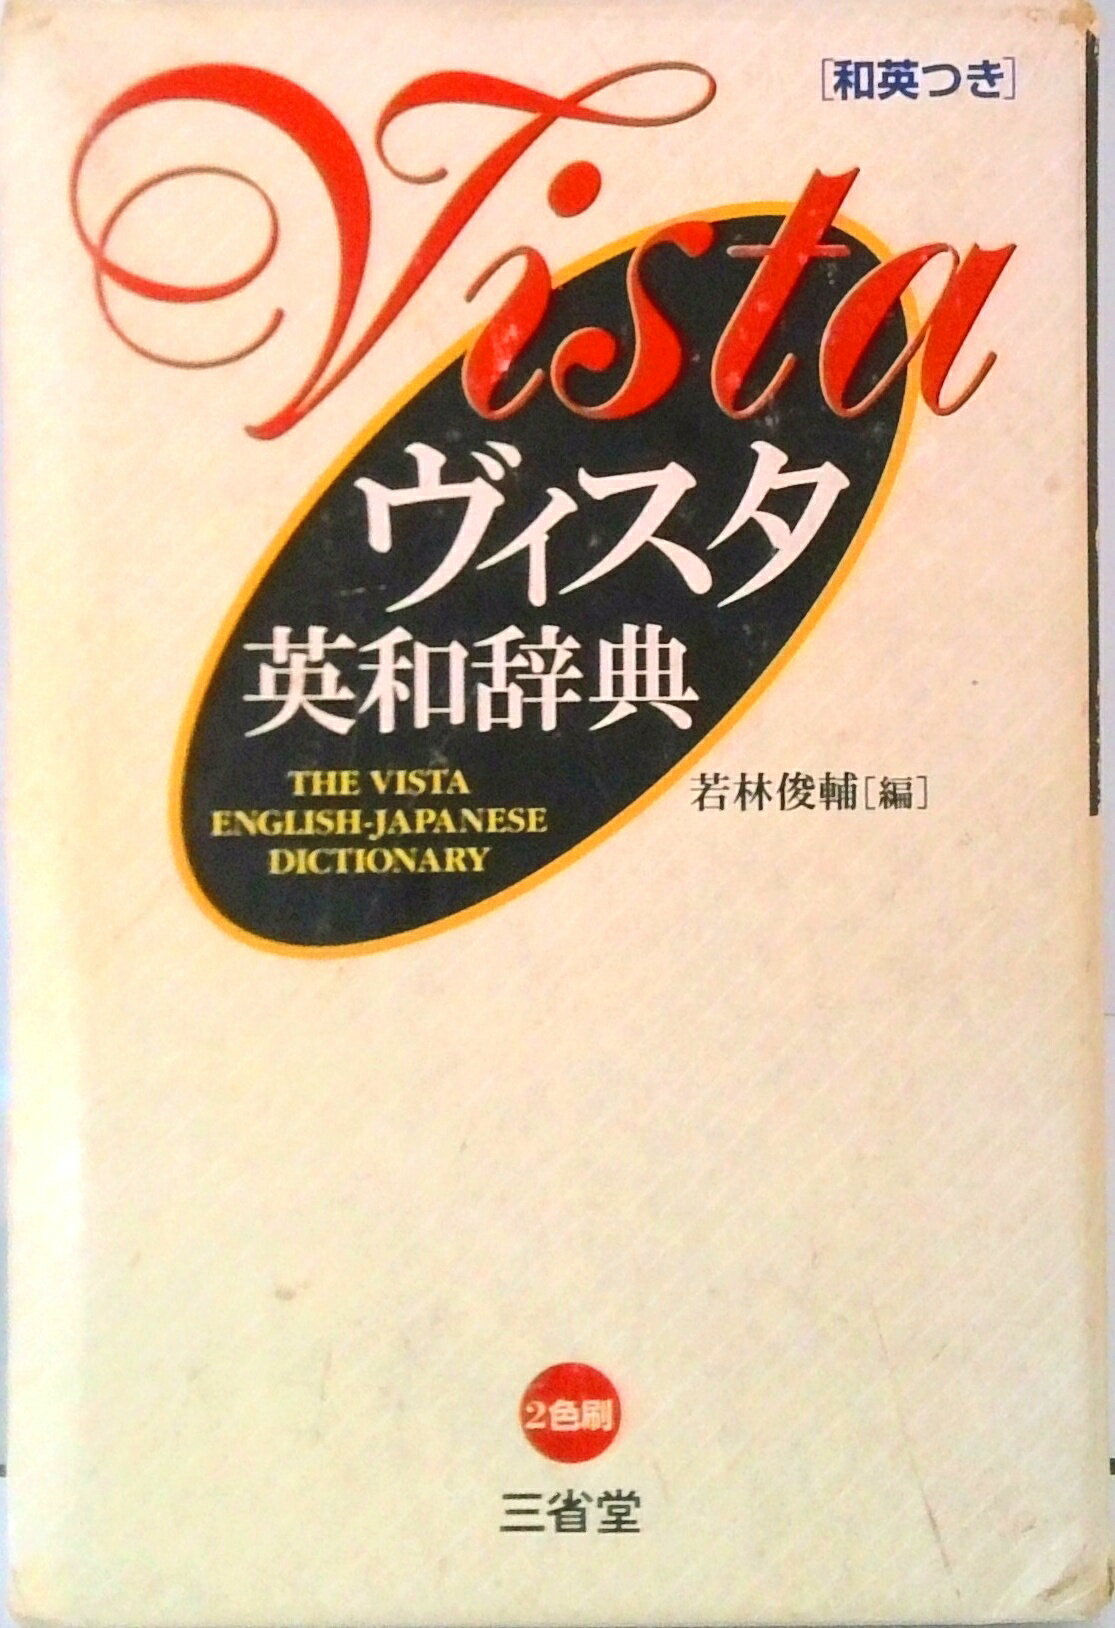 [和英つき]
Vista
ヴィスタ
英和辞典
THE VISTA
ENGLISH-JAPANESE
DICTIONARY
若林俊輔[編]
2色刷
三省堂